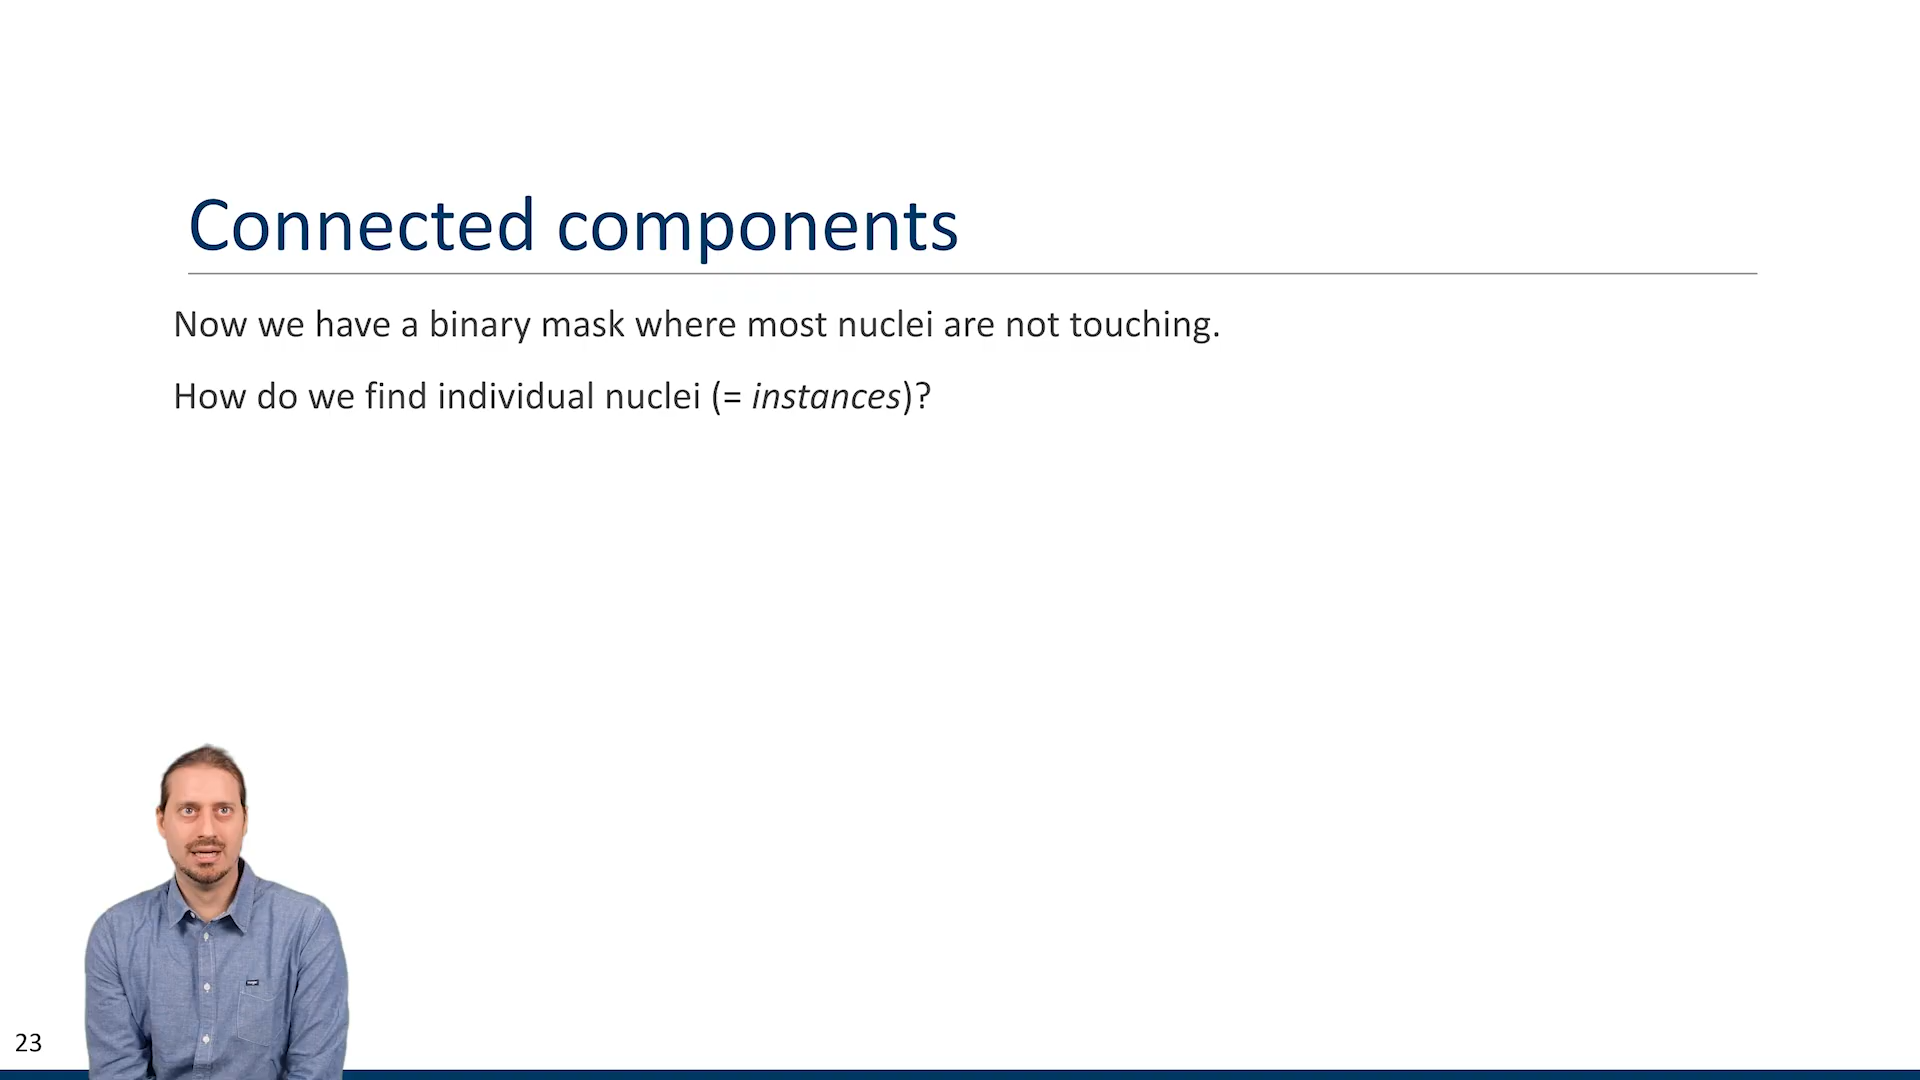 Connected components
Now we have a binary mask where most nuclei are not touching.
How do we find individual nuclei (= instances)?
23